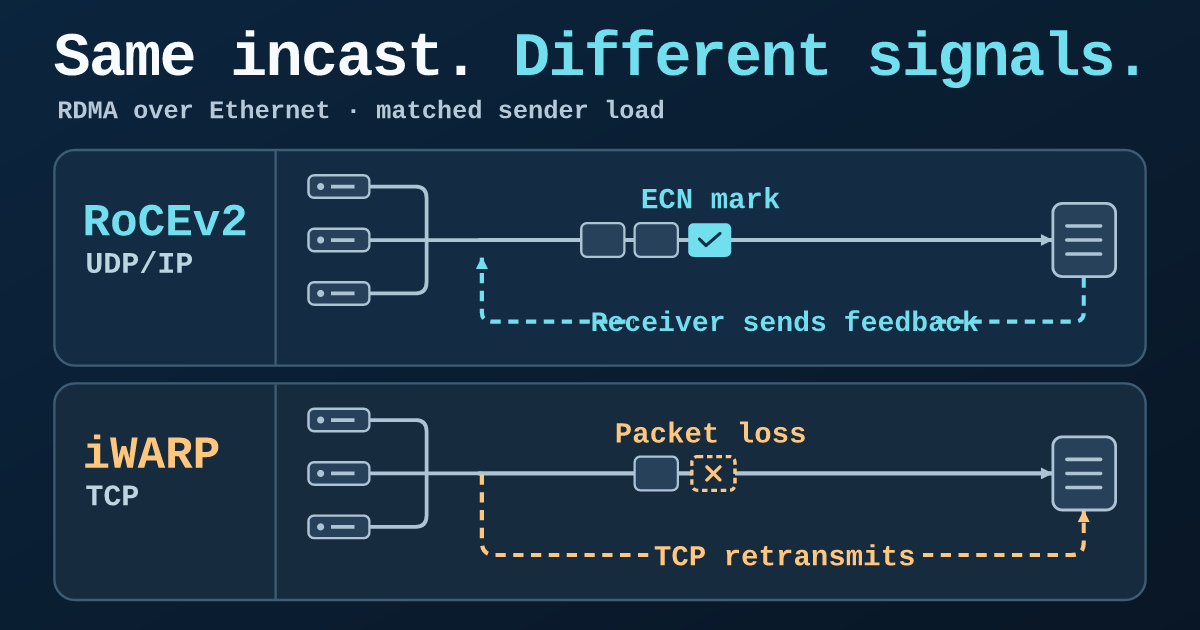 Same incast. Different signals.
RDMA over Ethernet · matched sender load
RoCEv2
UDP/IP
ECN mark
Receiver sends feedback
iWARP
TCP
Packet loss
TCP retransmits